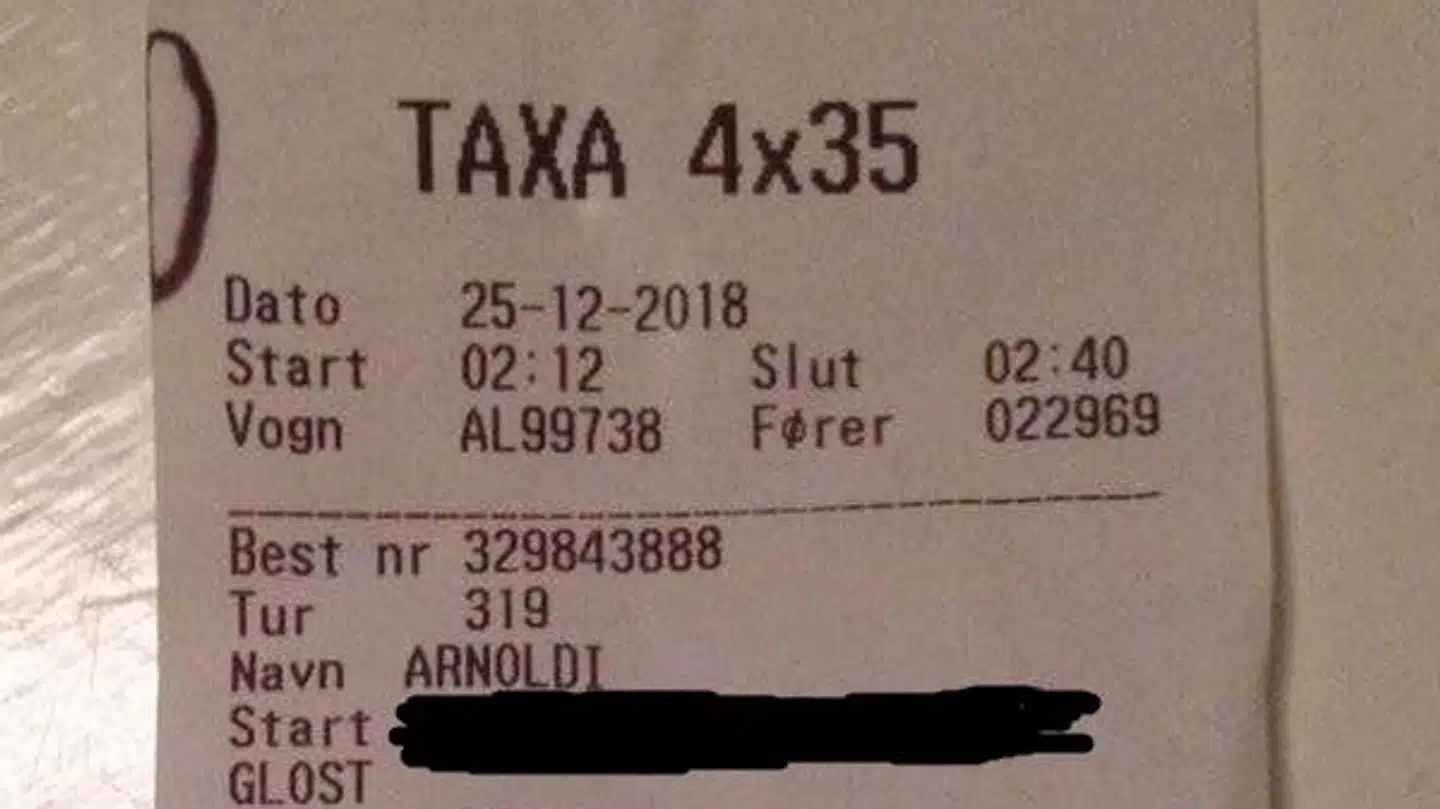 TAXA 4x35
Dato 25-12-2018
Start 02:12 Slut 02:40
Vogn AL99738 Fører 022969
Best nr 329843888
Tur 319
Navn ARNOLDI
Start
GLOST